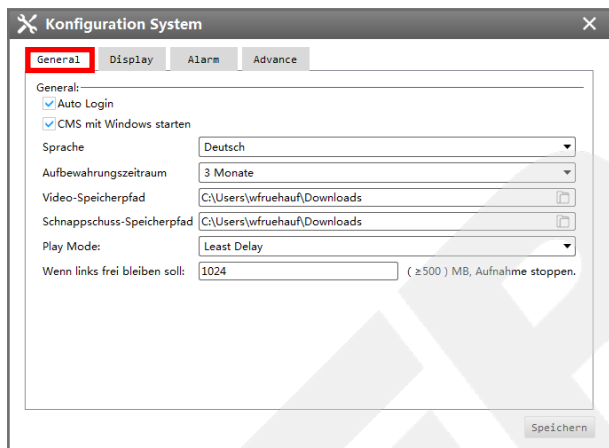 Konfiguration System
General Display Alarm Advance
General:
Auto Login
CMS mit Windows starten
Sprache Deutsch
Aufbewahrungszeitraum 3 Monate
Video-Speicherpfad C:\Users\wfruehauf\Downloads
Schnappschuss-Speicherpfad C:\Users\wfruehauf\Downloads
Play Mode: Least Delay
Wenn links frei bleiben soll: 1024 ( ≥500 ) MB, Aufnahme stoppen.
Speichern